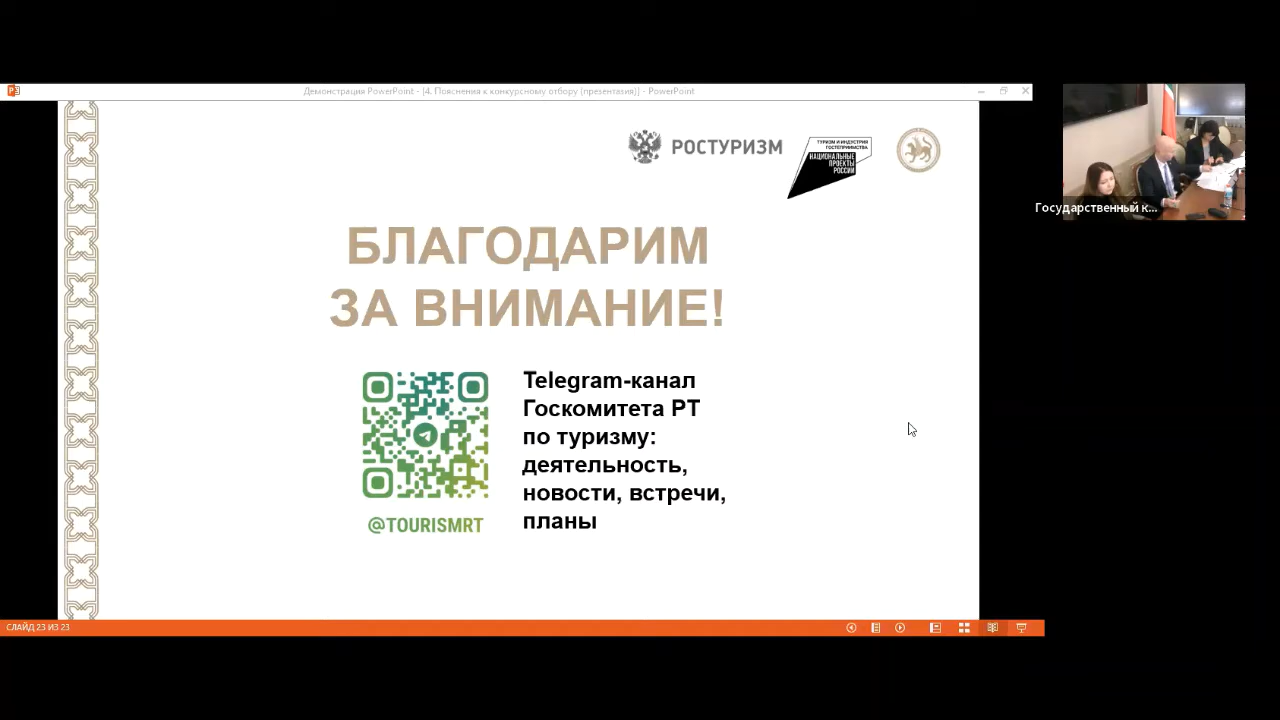 Демонстрация PowerPoint - [4. Пояснения к конкурсному отбору (презентазия)] - PowerPoint
РОСТУРИЗМ
ТУРИЗМ И ИНДУСТРИЯ
ГОСТЕПРИИМСТВА
НАЦИОНАЛЬНЫЕ
ПРОЕКТЫ
РОССИИ
Государственный к...
БЛАГОДАРИМ
ЗА ВНИМАНИЕ!
Telegram-канал
Госкомитета РТ
по туризму:
деятельность,
новости, встречи,
планы
@TOURISMRT
СЛАЙД 23 ИЗ 23